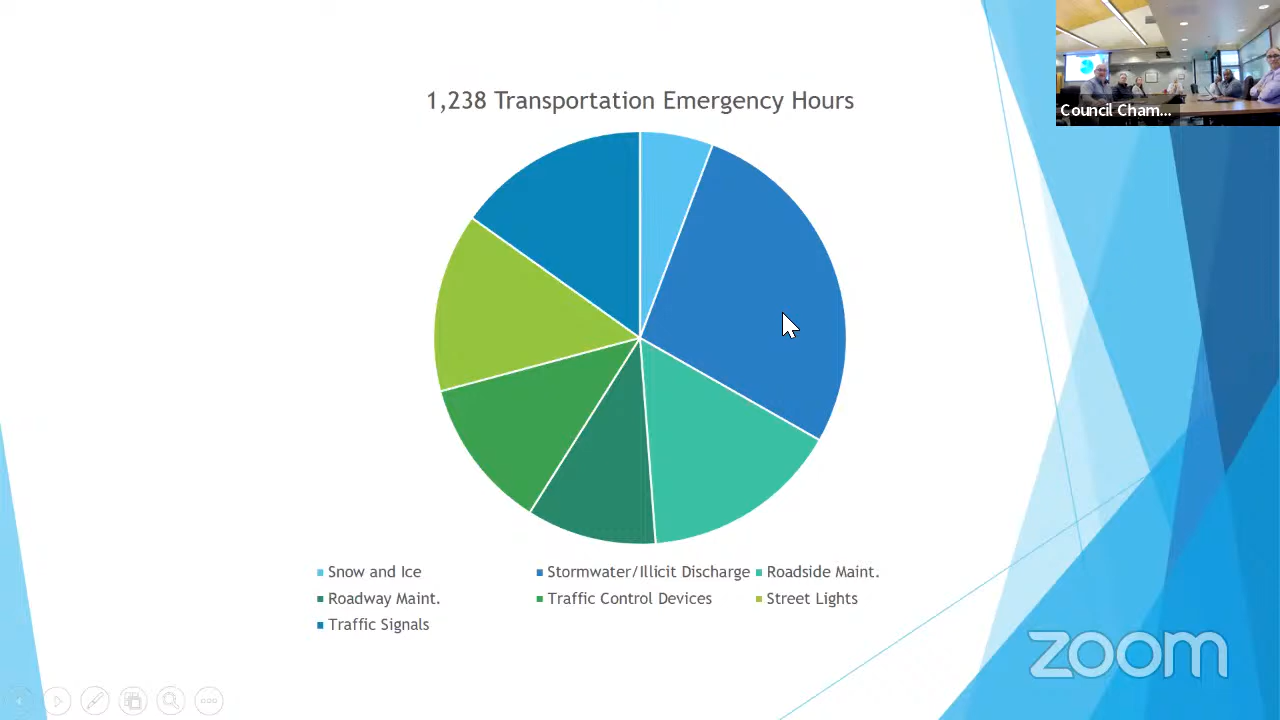 Council Cham...
1,238 Transportation Emergency Hours
Snow and Ice
Stormwater/Illicit Discharge
Roadside Maint.
Roadway Maint.
Traffic Control Devices
Street Lights
Traffic Signals
zoom